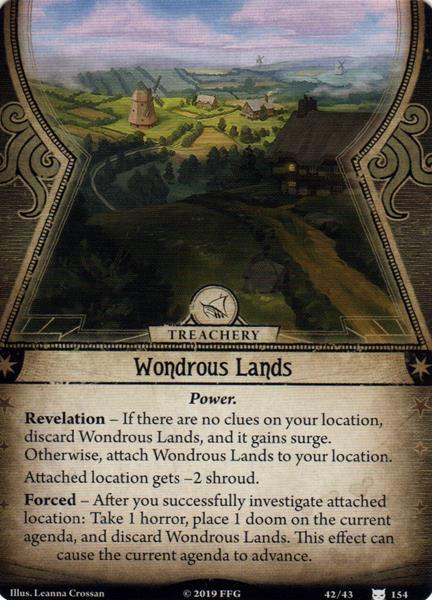 TREACHERY
Wondrous Lands
Power.
Revelation – If there are no clues on your location,
discard Wondrous Lands, and it gains surge.
Otherwise, attach Wondrous Lands to your location.
Attached location gets –2 shroud.
Forced – After you successfully investigate attached
location: Take 1 horror, place 1 doom on the current
agenda, and discard Wondrous Lands. This effect can
cause the current agenda to advance.
Illus. Leanna Crossan © 2019 FFG 42/43 154